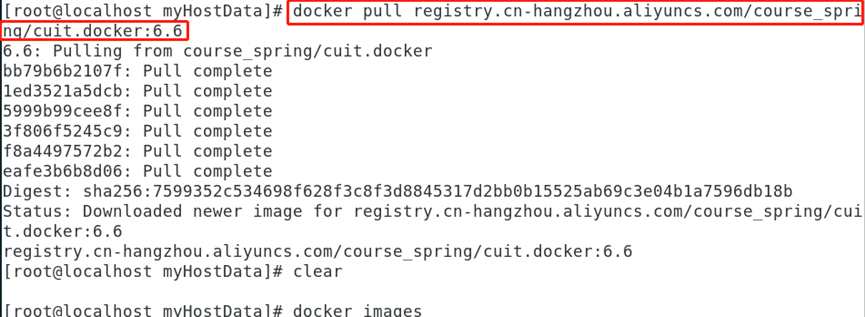 [root@localhost myHostData]# docker pull registry.cn-hangzhou.aliyuncs.com/course_spri
ng/cuit.docker:6.6
6.6: Pulling from course_spring/cuit.docker
bb79b6b2107f: Pull complete
1ed3521a5dcb: Pull complete
5999b99cee8f: Pull complete
3f806f5245c9: Pull complete
f8a4497572b2: Pull complete
eafe3b6b8d06: Pull complete
Digest: sha256:7599352c534698f628f3c8f3d8845317d2bb0b15525ab69c3e04b1a7596db18b
Status: Downloaded newer image for registry.cn-hangzhou.aliyuncs.com/course_spring/cui
t.docker:6.6
registry.cn-hangzhou.aliyuncs.com/course_spring/cuit.docker:6.6
[root@localhost myHostData]# clear
[root@localhost myHostData]# docker images